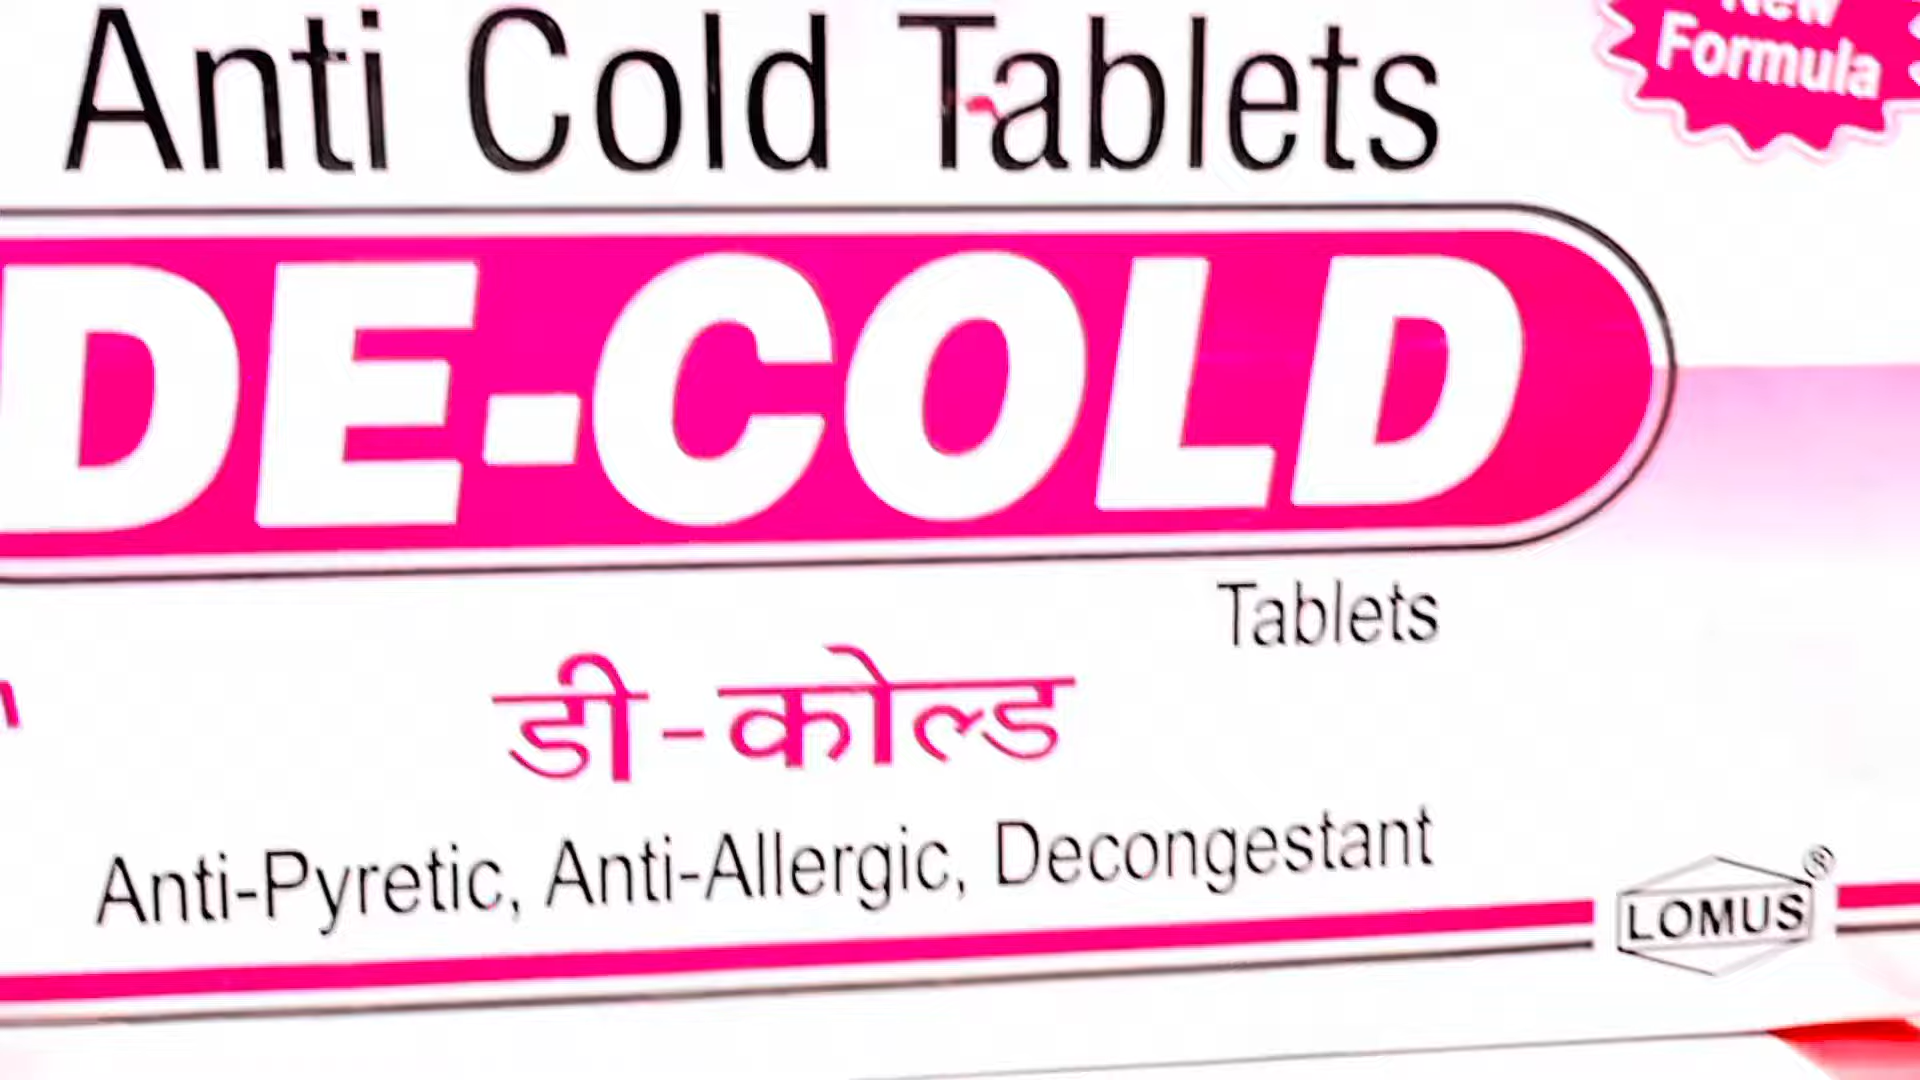 New
Formula
Anti Cold Tablets
DE-COLD
Tablets
डी-कोल्ड
Anti-Pyretic, Anti-Allergic, Decongestant
LOMUS®